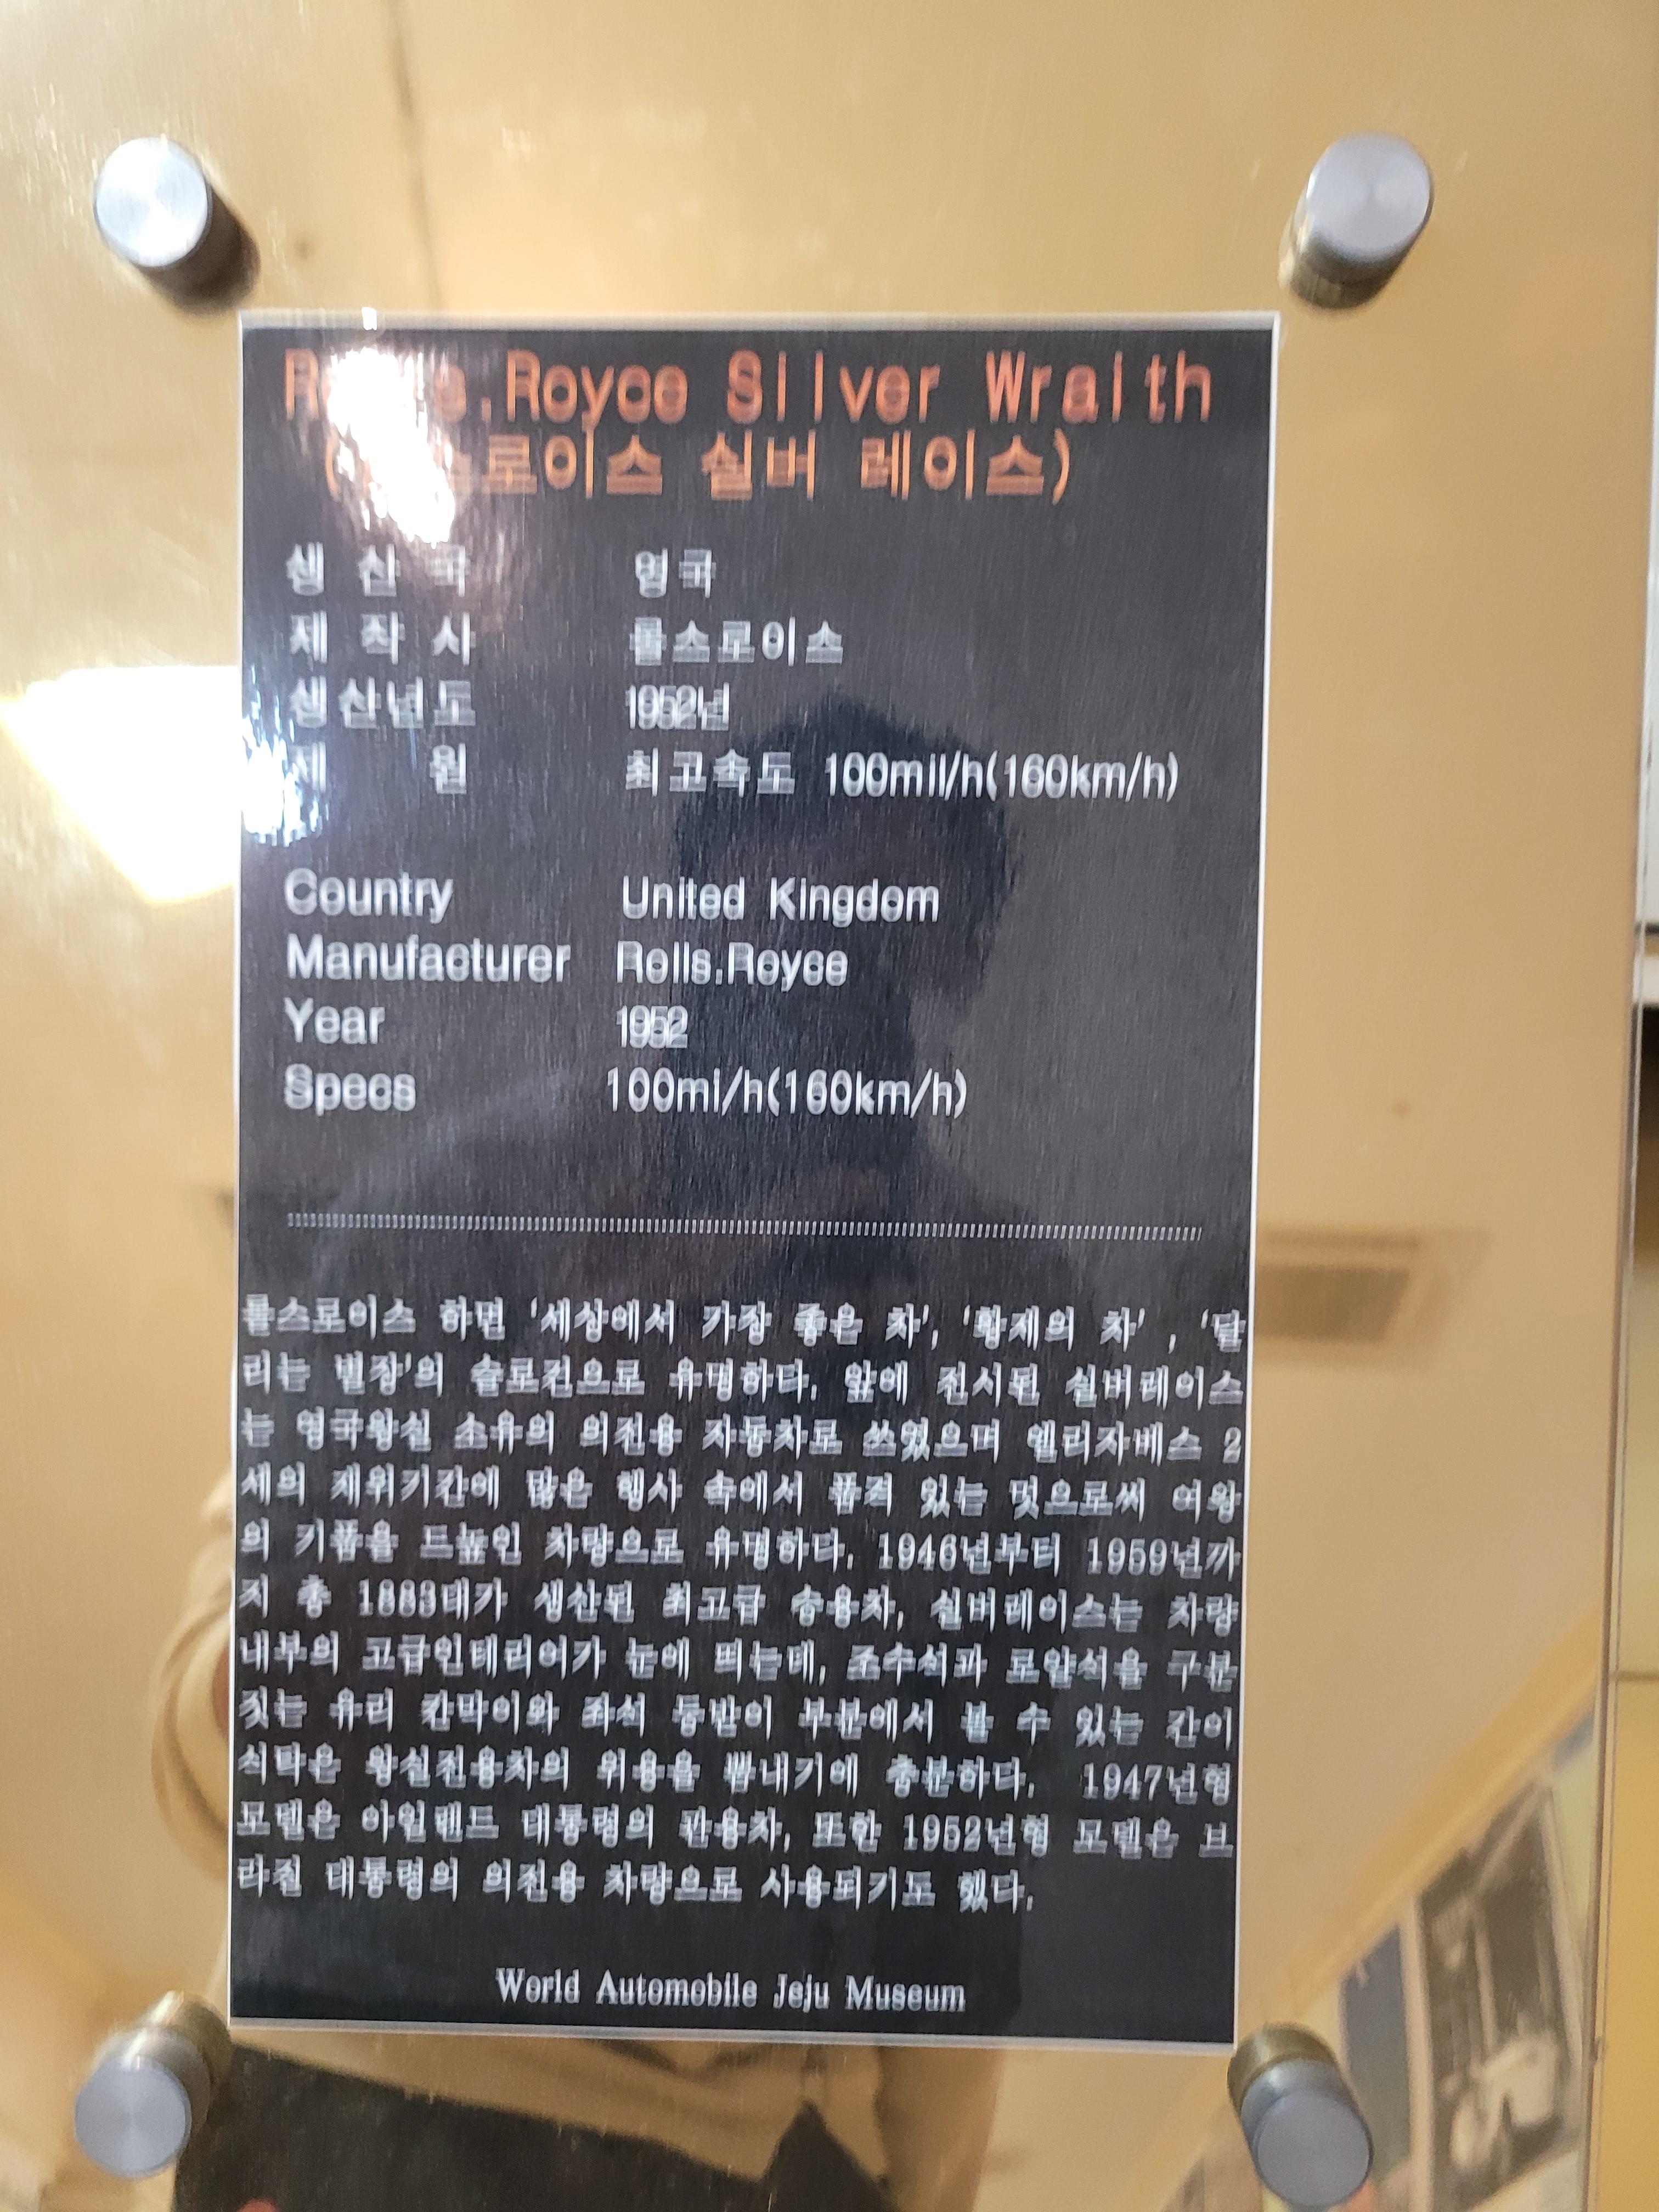 Royce Silver Wraith
로이스 실버 레이스)
생 산 국 영국
제 작 사 롤스로이스
생산년도 1952년
제 원 최고속도 100mil/h(160km/h)
Country United Kingdom
Manufacturer Rolls.Royce
Year 1952
Specs 100mi/h(160km/h)
롤스로이스 하면 '세상에서 가장 좋은 차', '황제의 차' , '달
리는 별장'의 슬로건으로 유명하다. 앞에 전시된 실버레이스
는 영국왕실 소유의 의전용 자동차로 쓰였으며 엘리자베스 2
세의 재위기간에 많은 행사 속에서 품격 있는 멋으로써 여왕
의 기품을 드높인 차량으로 유명하다. 1946년부터 1959년까
지 총 1883대가 생산된 최고급 승용차, 실버레이스는 차량
내부의 고급인테리어가 눈에 띄는데, 조수석과 로얄석을 구분
짓는 유리 칸막이와 좌석 등받이 부분에서 볼 수 있는 간이
식탁은 왕실전용차의 위용을 뽐내기에 충분하다. 1947년형
모델은 아일랜드 대통령의 관용차, 또한 1952년형 모델은 브
라질 대통령의 의전용 차량으로 사용되기도 했다.
World Automobile Jeju Museum